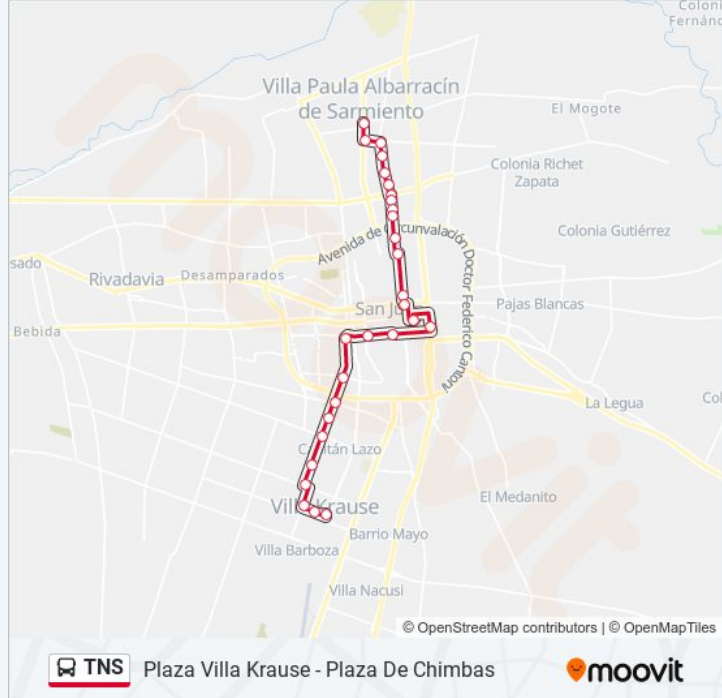 Coloni
Fernánd
Villa Paula Albarracín
de Sarmiento
El Mogote
Colonia Richet
Zapata
Colonia Gutiérrez
Avenida de Circunvalación Doctor Federico Cantoni
sado
Rivadavia
Desamparados
Bebida
San Ju
Pajas Blancas
La Legua
Col
Capitán Lazo
Villa Krause
El Medanito
Barrio Mayo
Villa Barboza
Villa Nacusi
© OpenStreetMap contributors | © OpenMapTiles
TNS
Plaza Villa Krause - Plaza De Chimbas
moovit